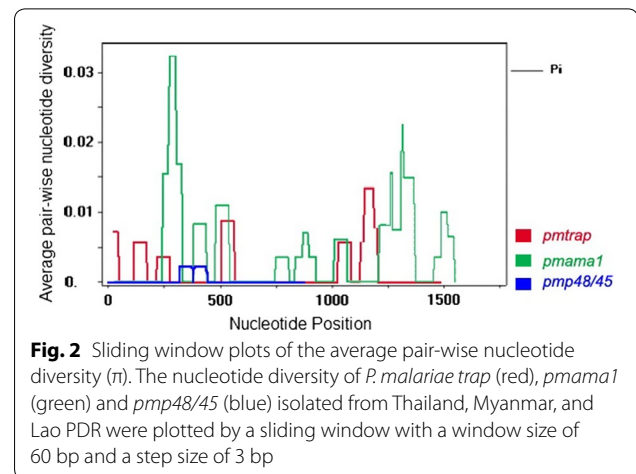 Average pair-wise nucleotide diversity
0.03
0.02
0.01
0.
0 500 1000 1500
Nucleotide Position
Pi
pmtrap
pmama1
pmp48/45
Fig. 2 Sliding window plots of the average pair-wise nucleotide
diversity (π). The nucleotide diversity of P. malariae trap (red), pmama1
(green) and pmp48/45 (blue) isolated from Thailand, Myanmar, and
Lao PDR were plotted by a sliding window with a window size of
60 bp and a step size of 3 bp